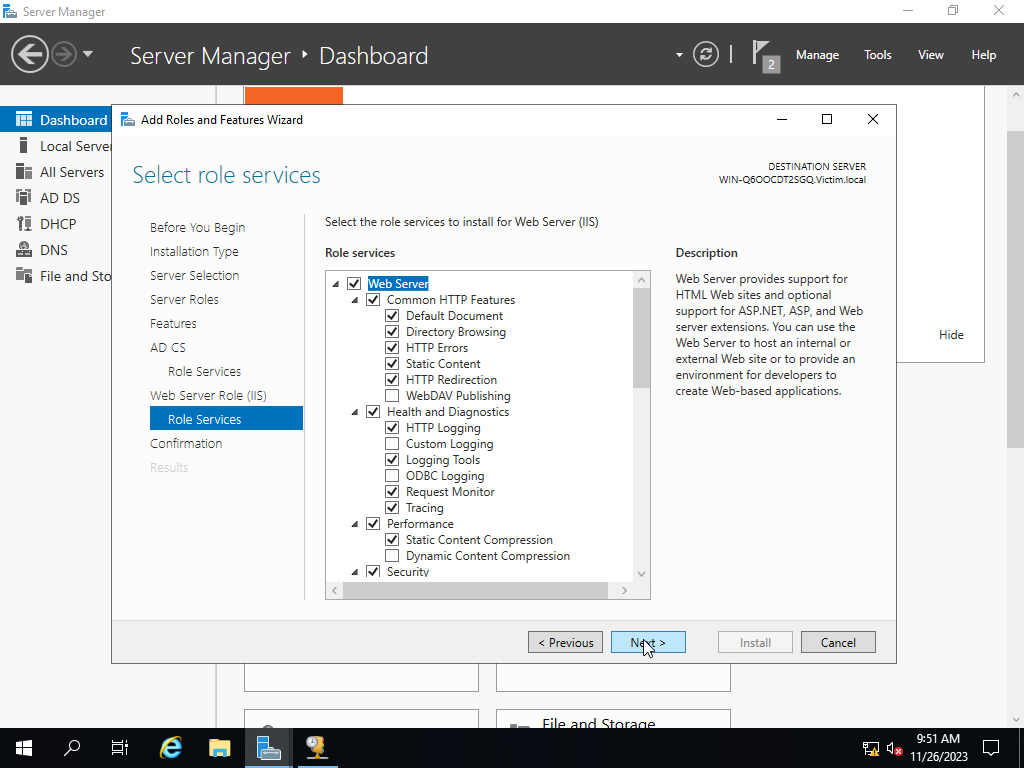 Server Manager
Server Manager ‣ Dashboard
2
Manage
Tools
View
Help
Dashboard
Local Server
All Servers
AD DS
DHCP
DNS
File and Sto
Add Roles and Features Wizard
Select role services
DESTINATION SERVER
WIN-Q6OOCDT2SGQ.Victim.local
Before You Begin
Installation Type
Server Selection
Server Roles
Features
AD CS
Role Services
Web Server Role (IIS)
Role Services
Confirmation
Results
Select the role services to install for Web Server (IIS)
Role services
Web Server
Common HTTP Features
Default Document
Directory Browsing
HTTP Errors
Static Content
HTTP Redirection
WebDAV Publishing
Health and Diagnostics
HTTP Logging
Custom Logging
Logging Tools
ODBC Logging
Request Monitor
Tracing
Performance
Static Content Compression
Dynamic Content Compression
Security
Description
Web Server provides support for
HTML Web sites and optional
support for ASP.NET, ASP, and Web
server extensions. You can use the
Web Server to host an internal or
external Web site or to provide an
environment for developers to
create Web-based applications.
Hide
< Previous
Next >
Install
Cancel
File and Storage
9:51 AM
11/26/2023